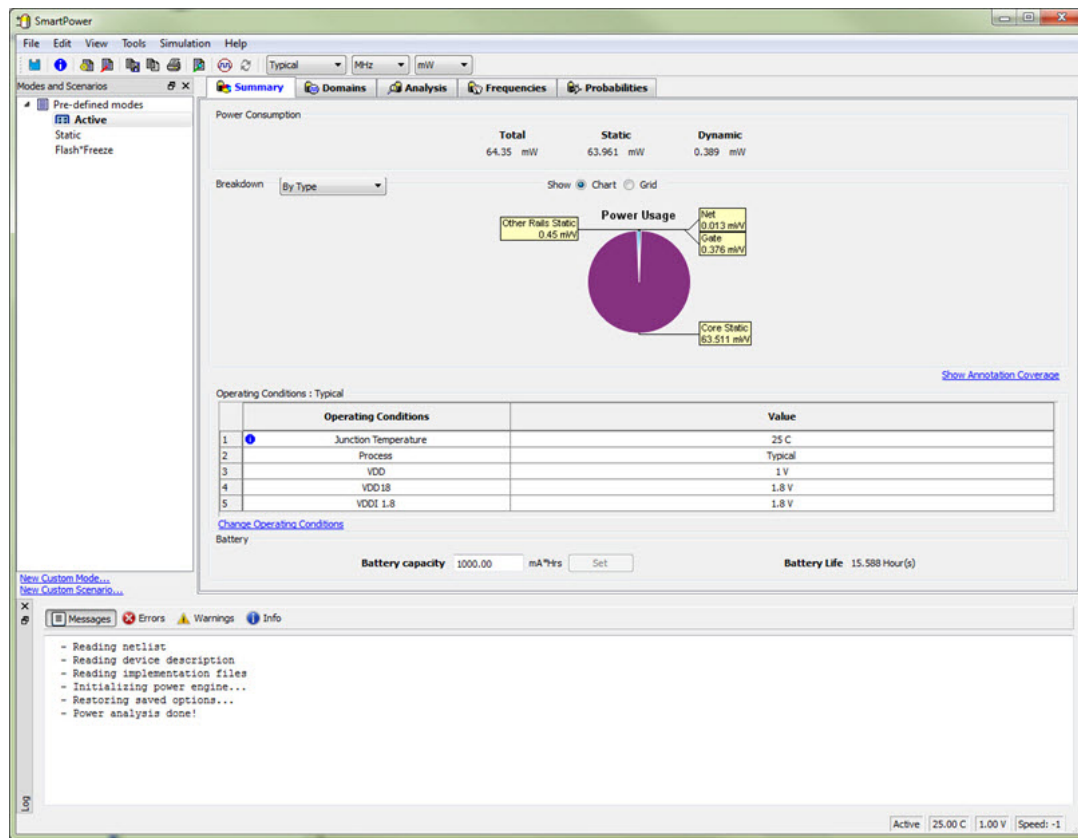 SmartPower
File Edit View Tools Simulation Help
Typical MHz mW
Modes and Scenarios
Pre-defined modes
Active
Static
Flash*Freeze
New Custom Mode...
New Custom Scenario...
Summary Domains Analysis Frequencies Probabilities
Power Consumption
Total Static Dynamic
64.35 mW 63.961 mW 0.389 mW
Breakdown By Type Show Chart Grid
Power Usage
Other Rails Static
0.45 mW
Net
0.013 mW
Gate
0.376 mW
Core Static
63.511 mW
Show Annotation Coverage
Operating Conditions : Typical
Operating Conditions Value
1 Junction Temperature 25 C
2 Process Typical
3 VDD 1 V
4 VDD18 1.8 V
5 VDDI 1.8 1.8 V
Change Operating Conditions
Battery
Battery capacity 1000.00 mA*Hrs Set Battery Life 15.588 Hour(s)
Messages Errors Warnings Info
- Reading netlist
- Reading device description
- Reading implementation files
- Initializing power engine...
- Restoring saved options...
- Power analysis done!
Log
Active 25.00 C 1.00 V Speed: -1